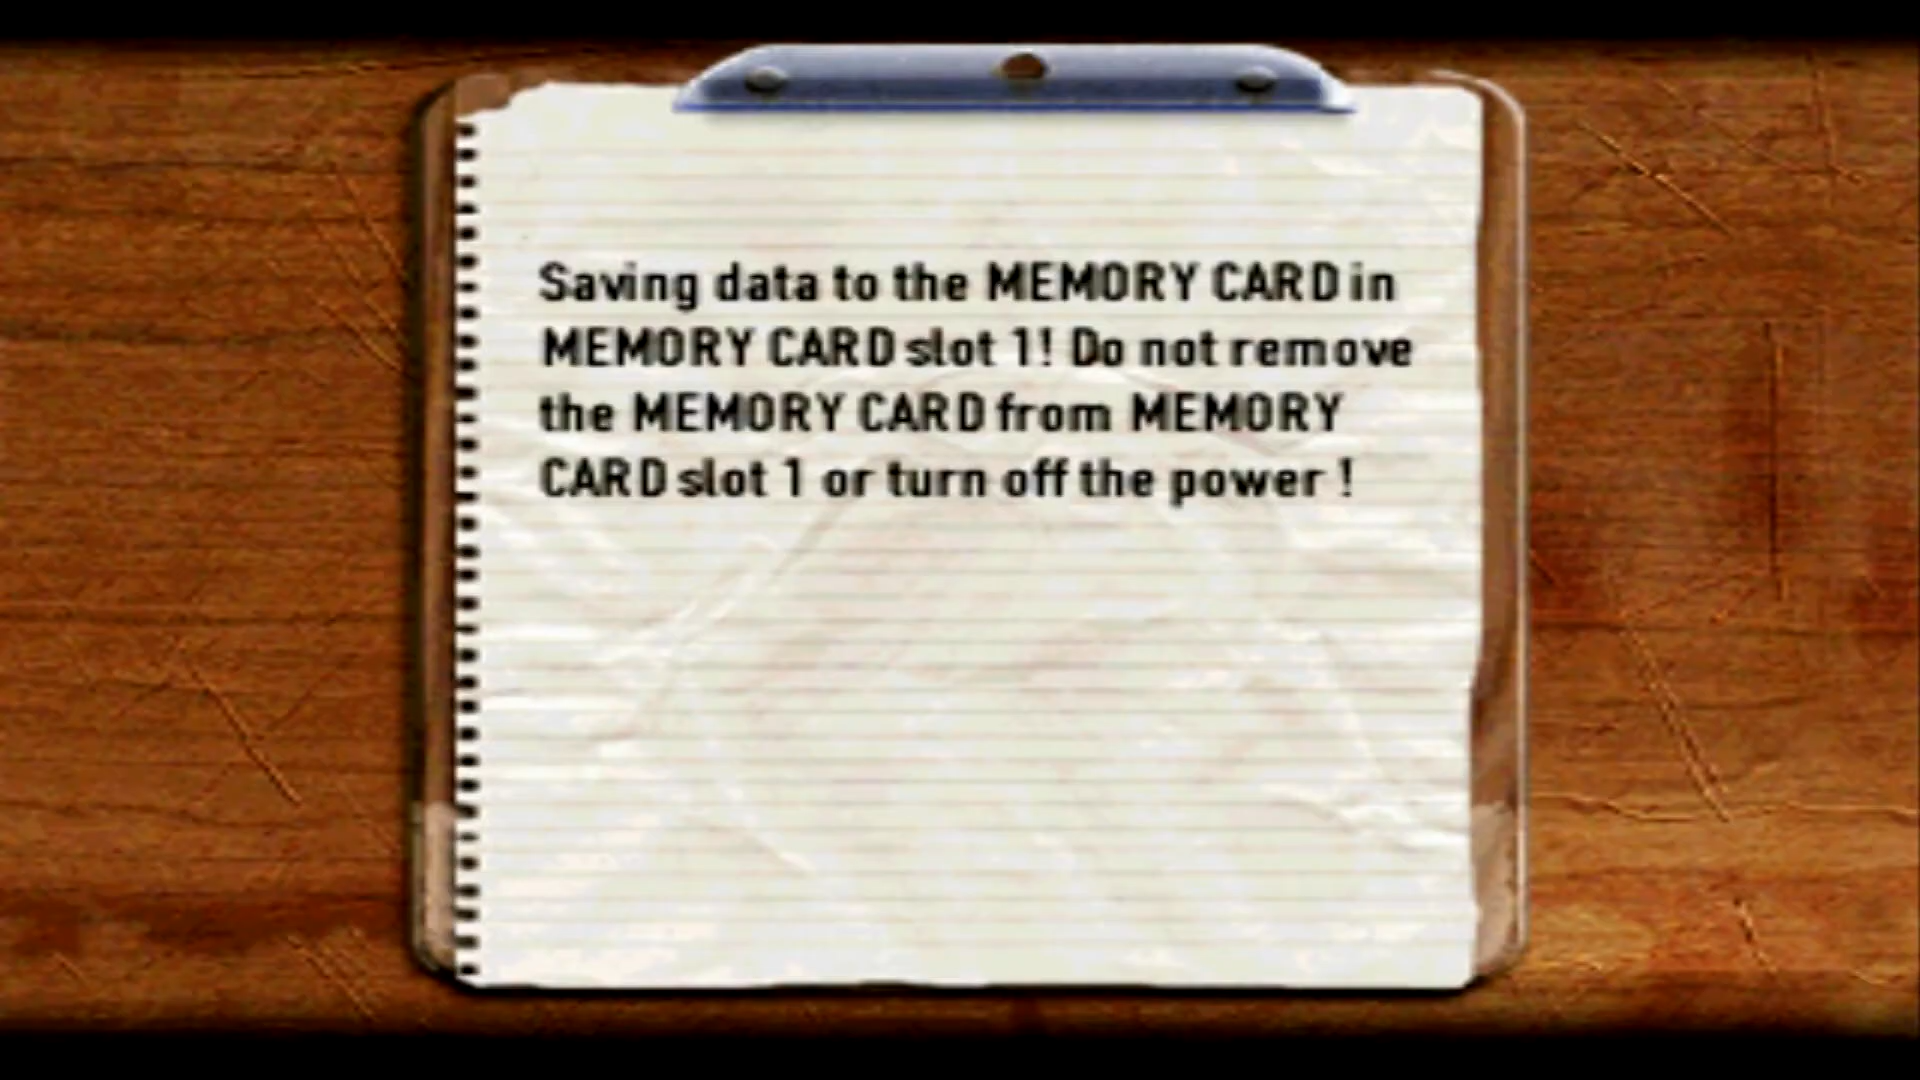 Saving data to the MEMORY CARD in
MEMORY CARD slot 1! Do not remove
the MEMORY CARD from MEMORY
CARD slot 1 or turn off the power !